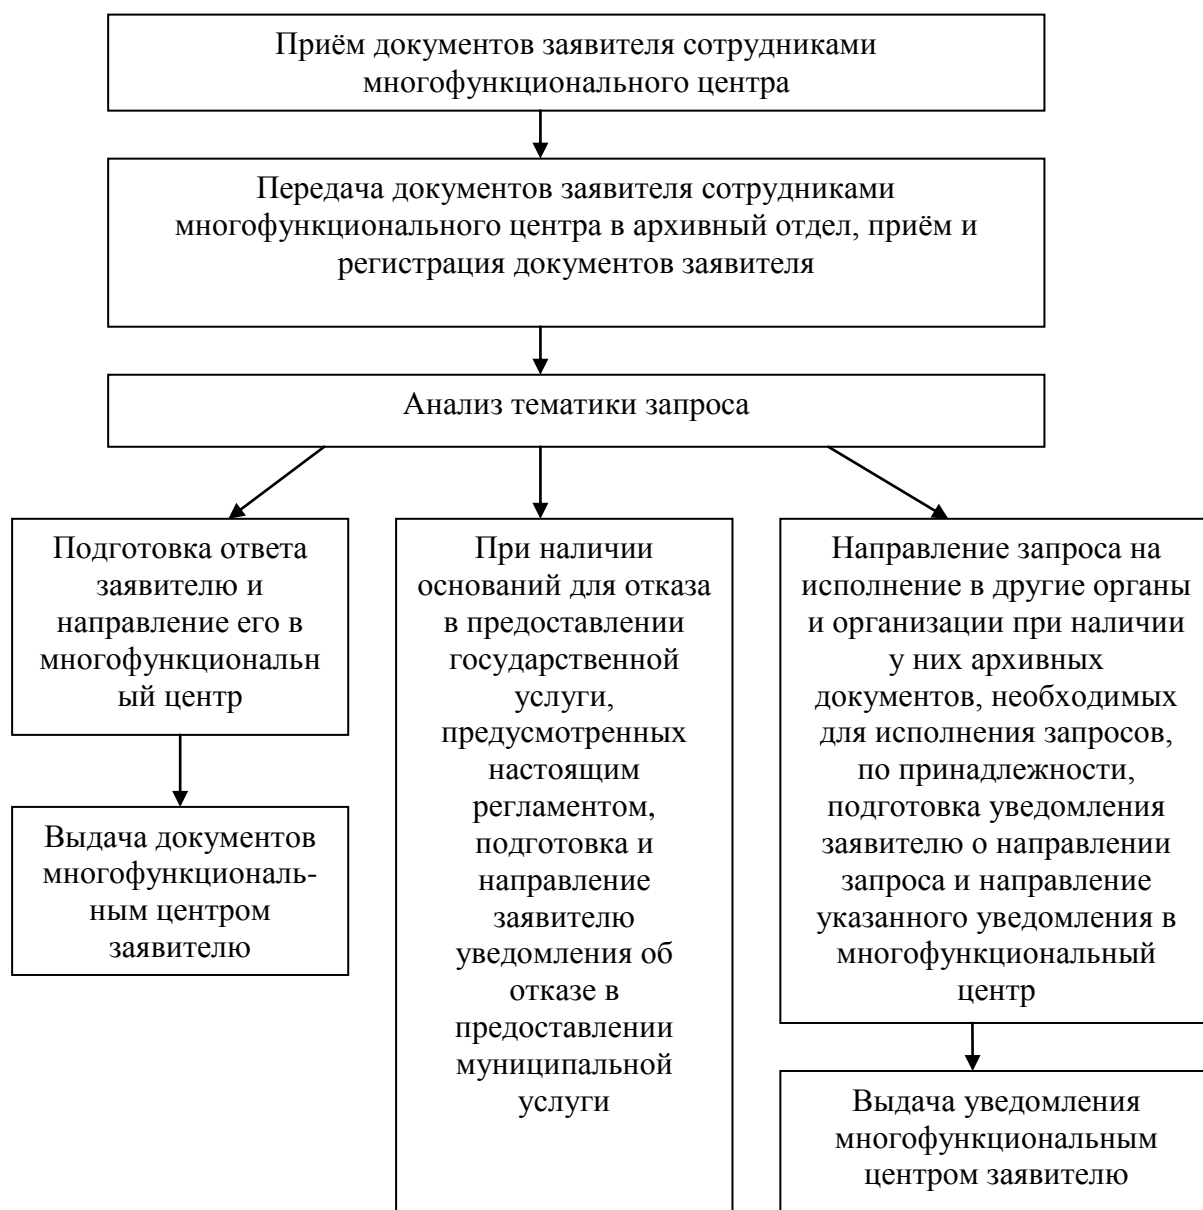 Приём документов заявителя сотрудниками
многофункционального центра
Передача документов заявителя сотрудниками
многофункционального центра в архивный отдел, приём и
регистрация документов заявителя
Анализ тематики запроса
Подготовка ответа
заявителю и
направление его в
многофункциональн
ый центр
Выдача документов
многофункциональ-
ным центром
заявителю
При наличии
оснований для отказа
в предоставлении
государственной
услуги,
предусмотренных
настоящим
регламентом,
подготовка и
направление
заявителю
уведомления об
отказе в
предоставлении
муниципальной
услуги
Направление запроса на
исполнение в другие органы
и организации при наличии
у них архивных
документов, необходимых
для исполнения запросов,
по принадлежности,
подготовка уведомления
заявителю о направлении
запроса и направление
указанного уведомления в
многофункциональный
центр
Выдача уведомления
многофункциональным
центром заявителю